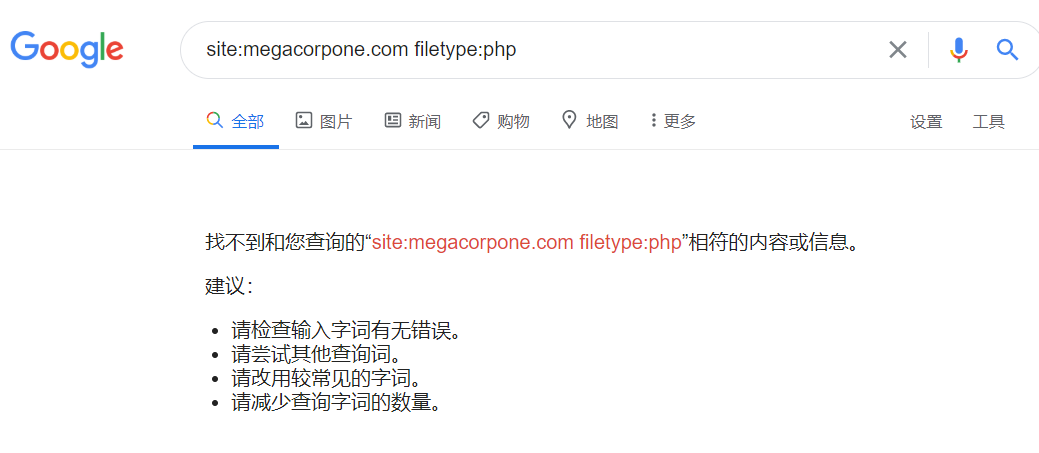 Google
site:megacorpone.com filetype:php
全部 图片 新闻 购物 地图 更多 设置 工具
找不到和您查询的“site:megacorpone.com filetype:php”相符的内容或信息。
建议：
请检查输入字词有无错误。
请尝试其他查询词。
请改用较常见的字词。
请减少查询字词的数量。